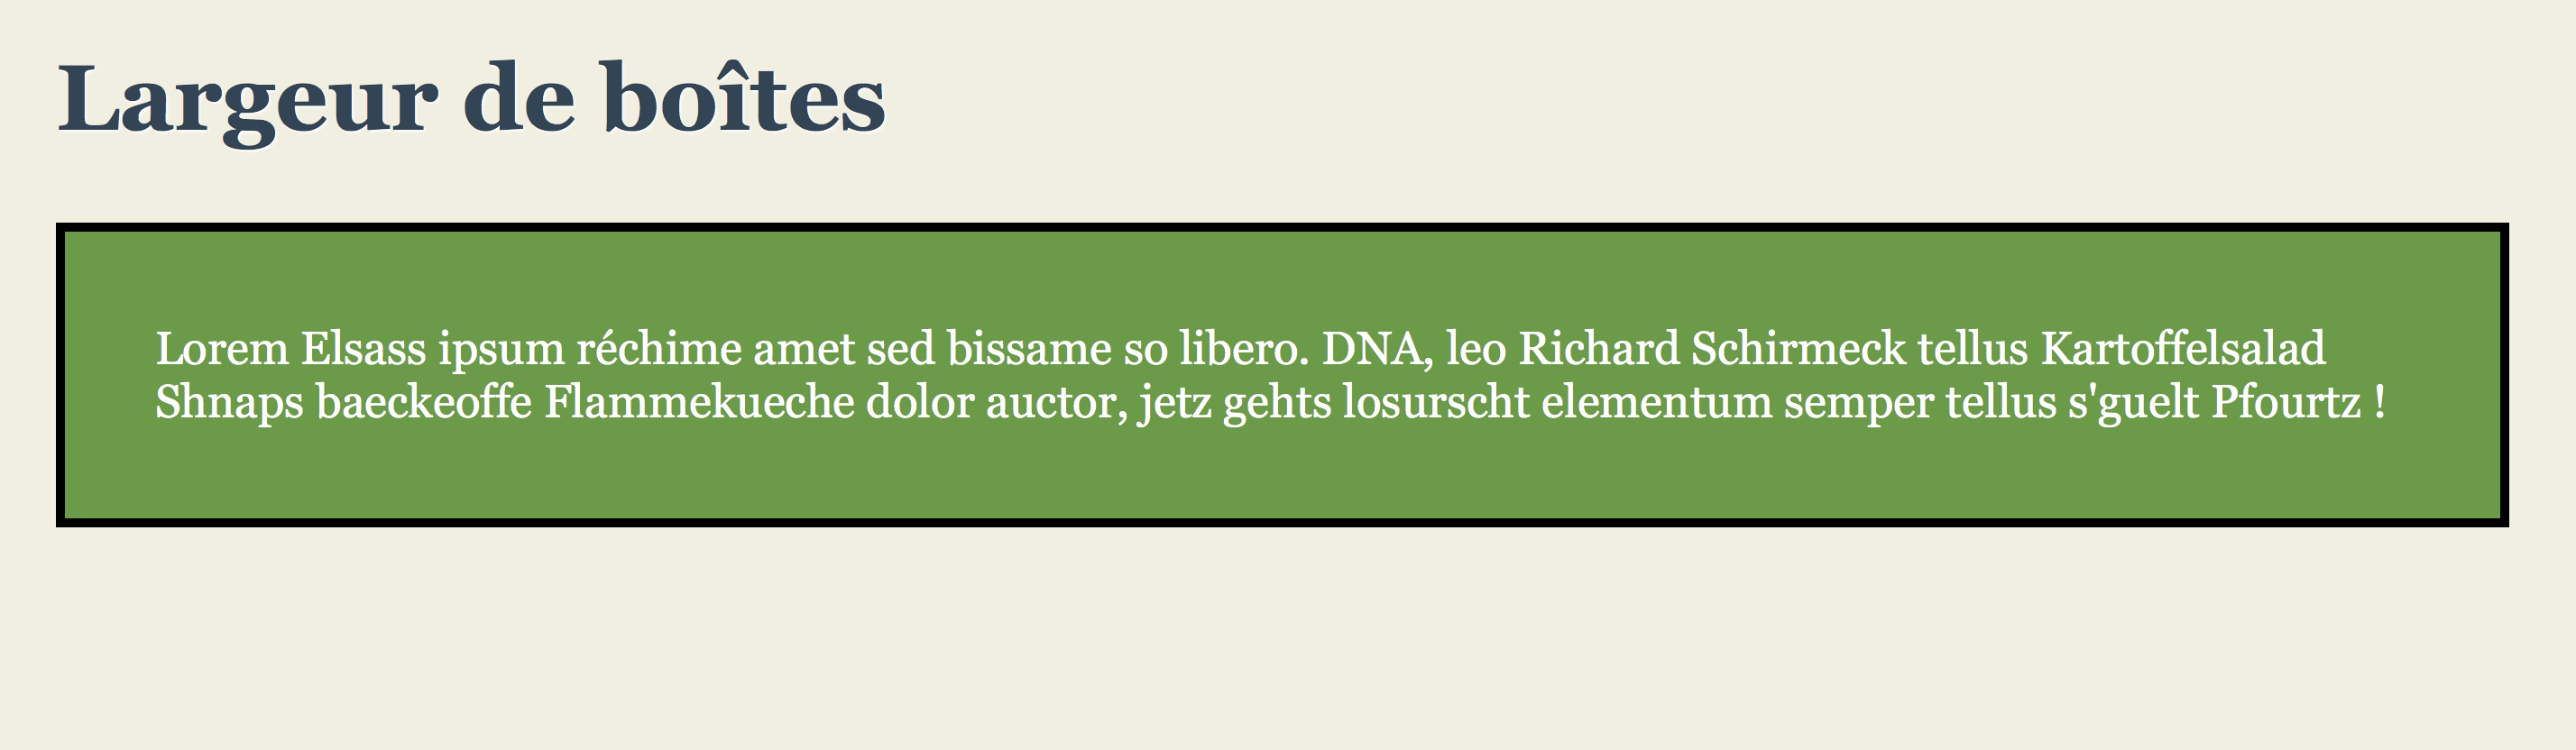 Largeur de boîtes
Lorem Elsass ipsum réchime amet sed bissame so libero. DNA, leo Richard Schirmeck tellus Kartoffelsalad
Shnaps baeckeoffe Flammekueche dolor auctor, jetz gehts losurscht elementum semper tellus s'guelt Pfourtz !